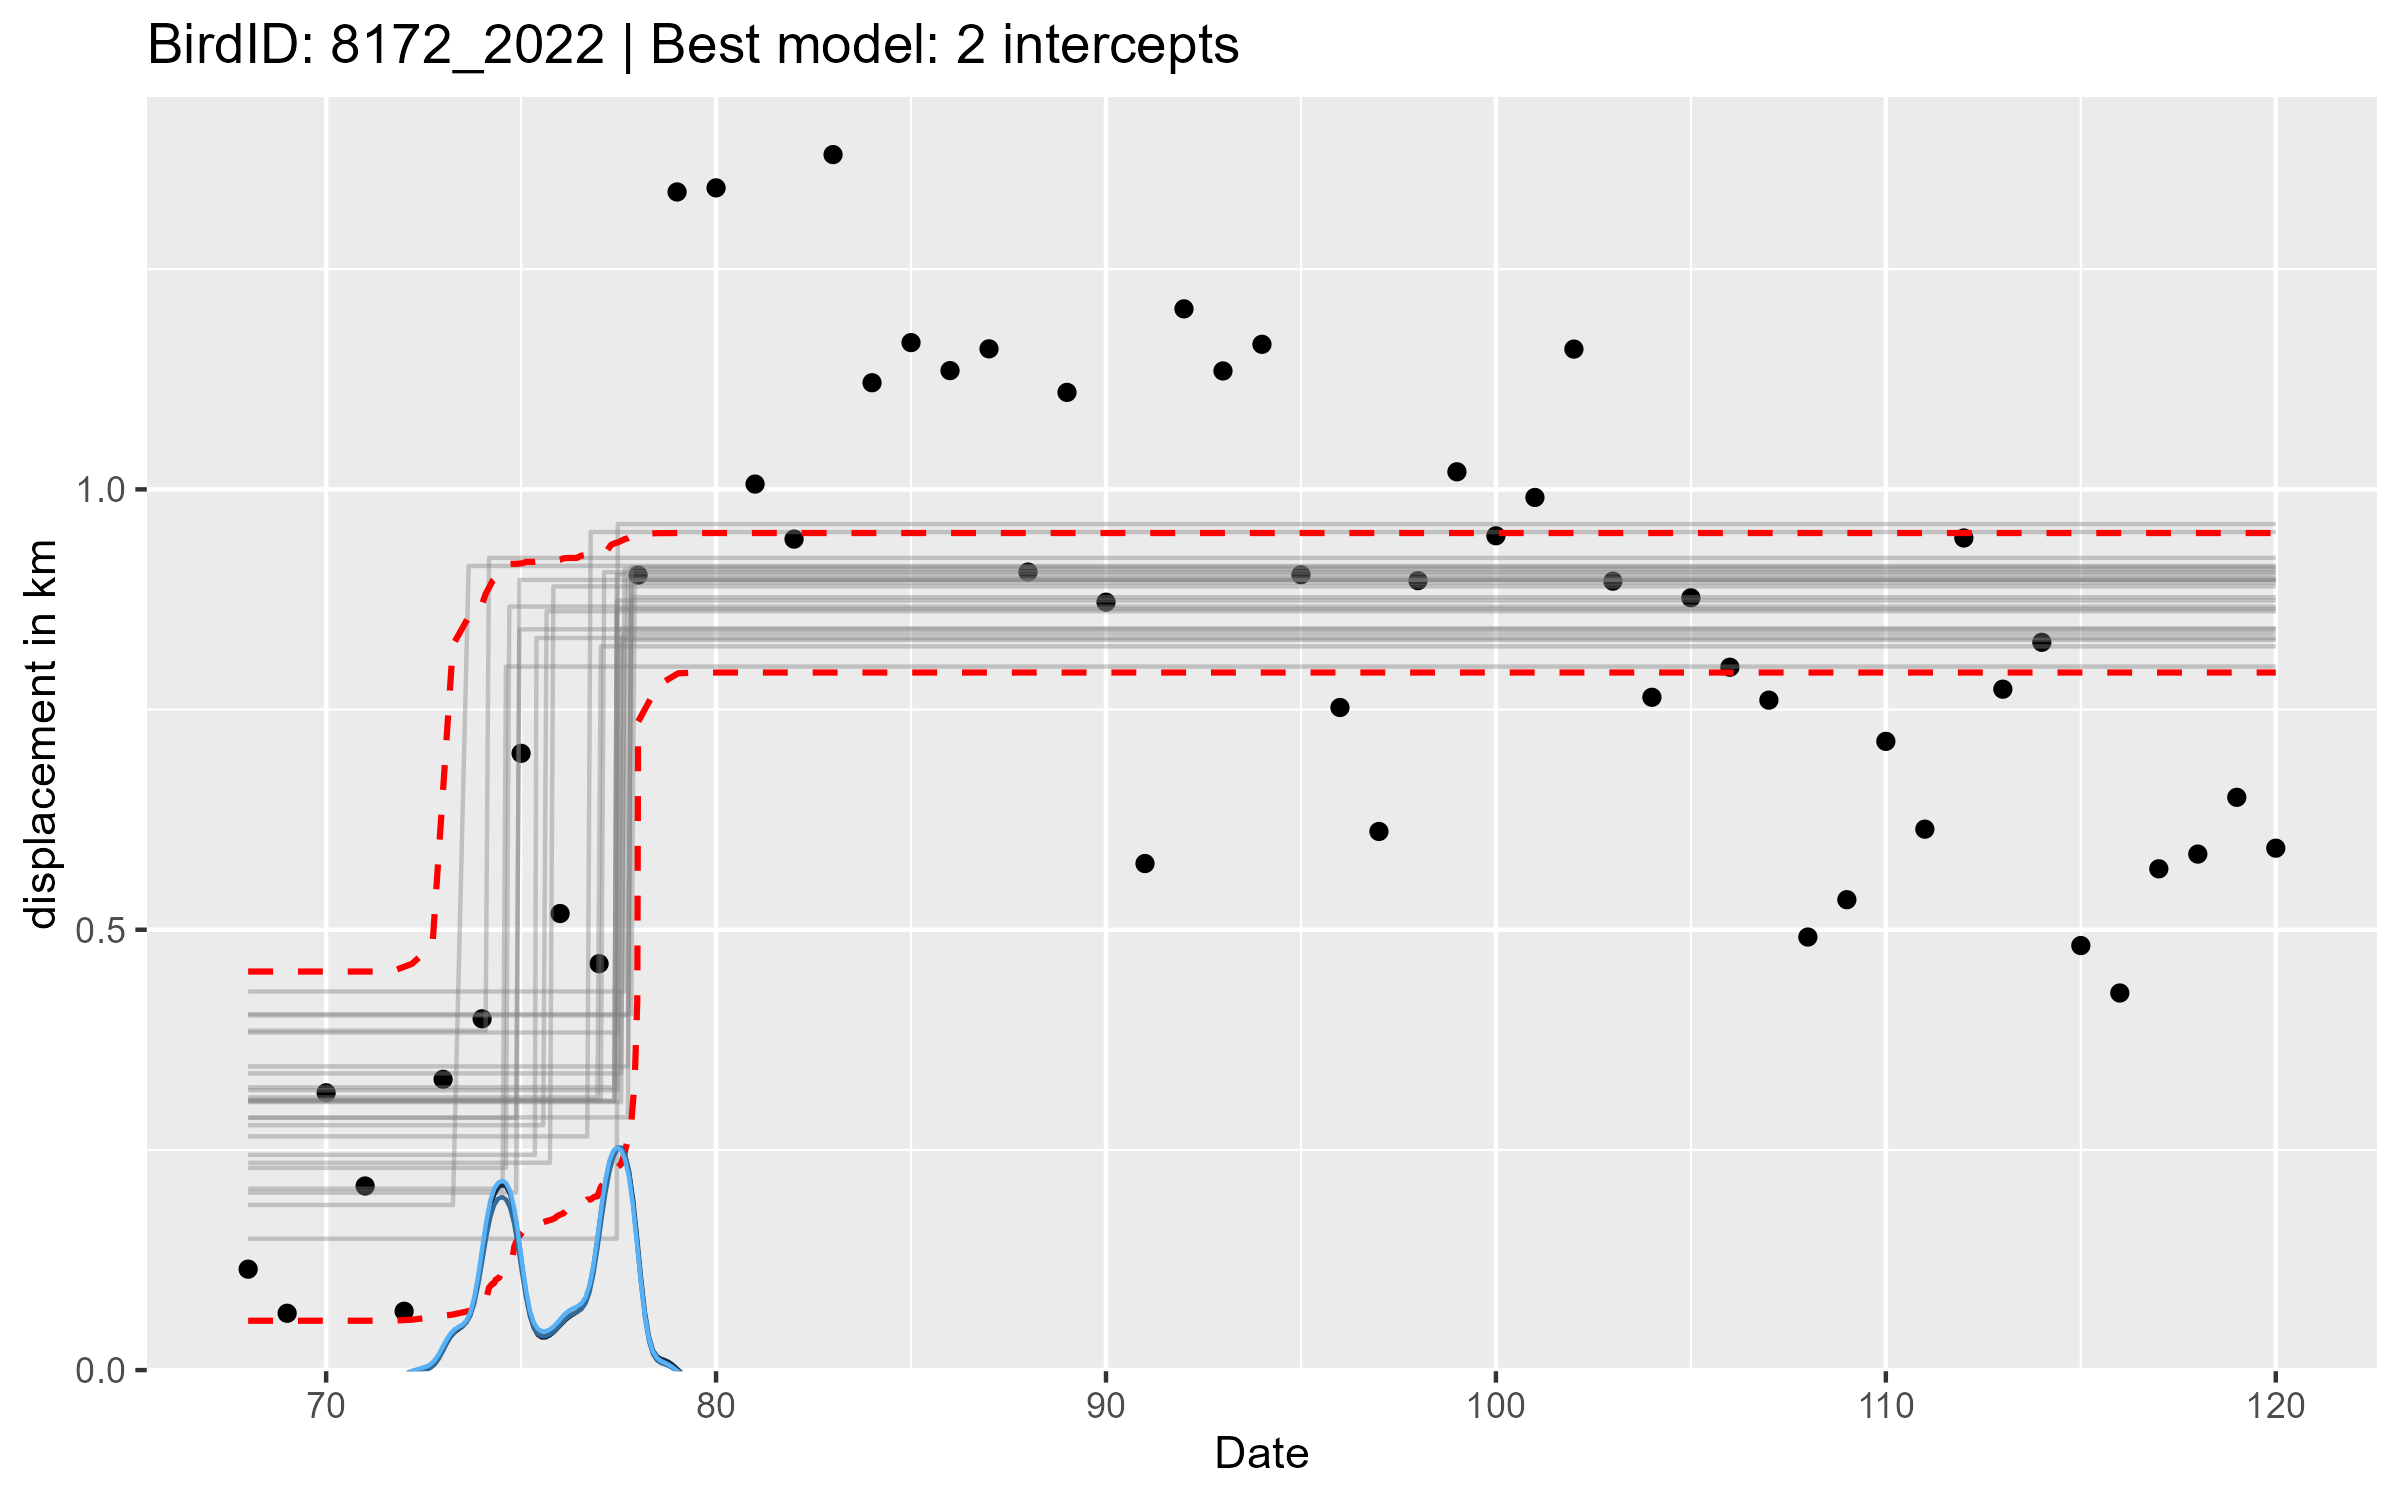 BirdID: 8172_2022 | Best model: 2 intercepts
displacement in km
1.0
0.5
0.0
70 80 90 100 110 120
Date